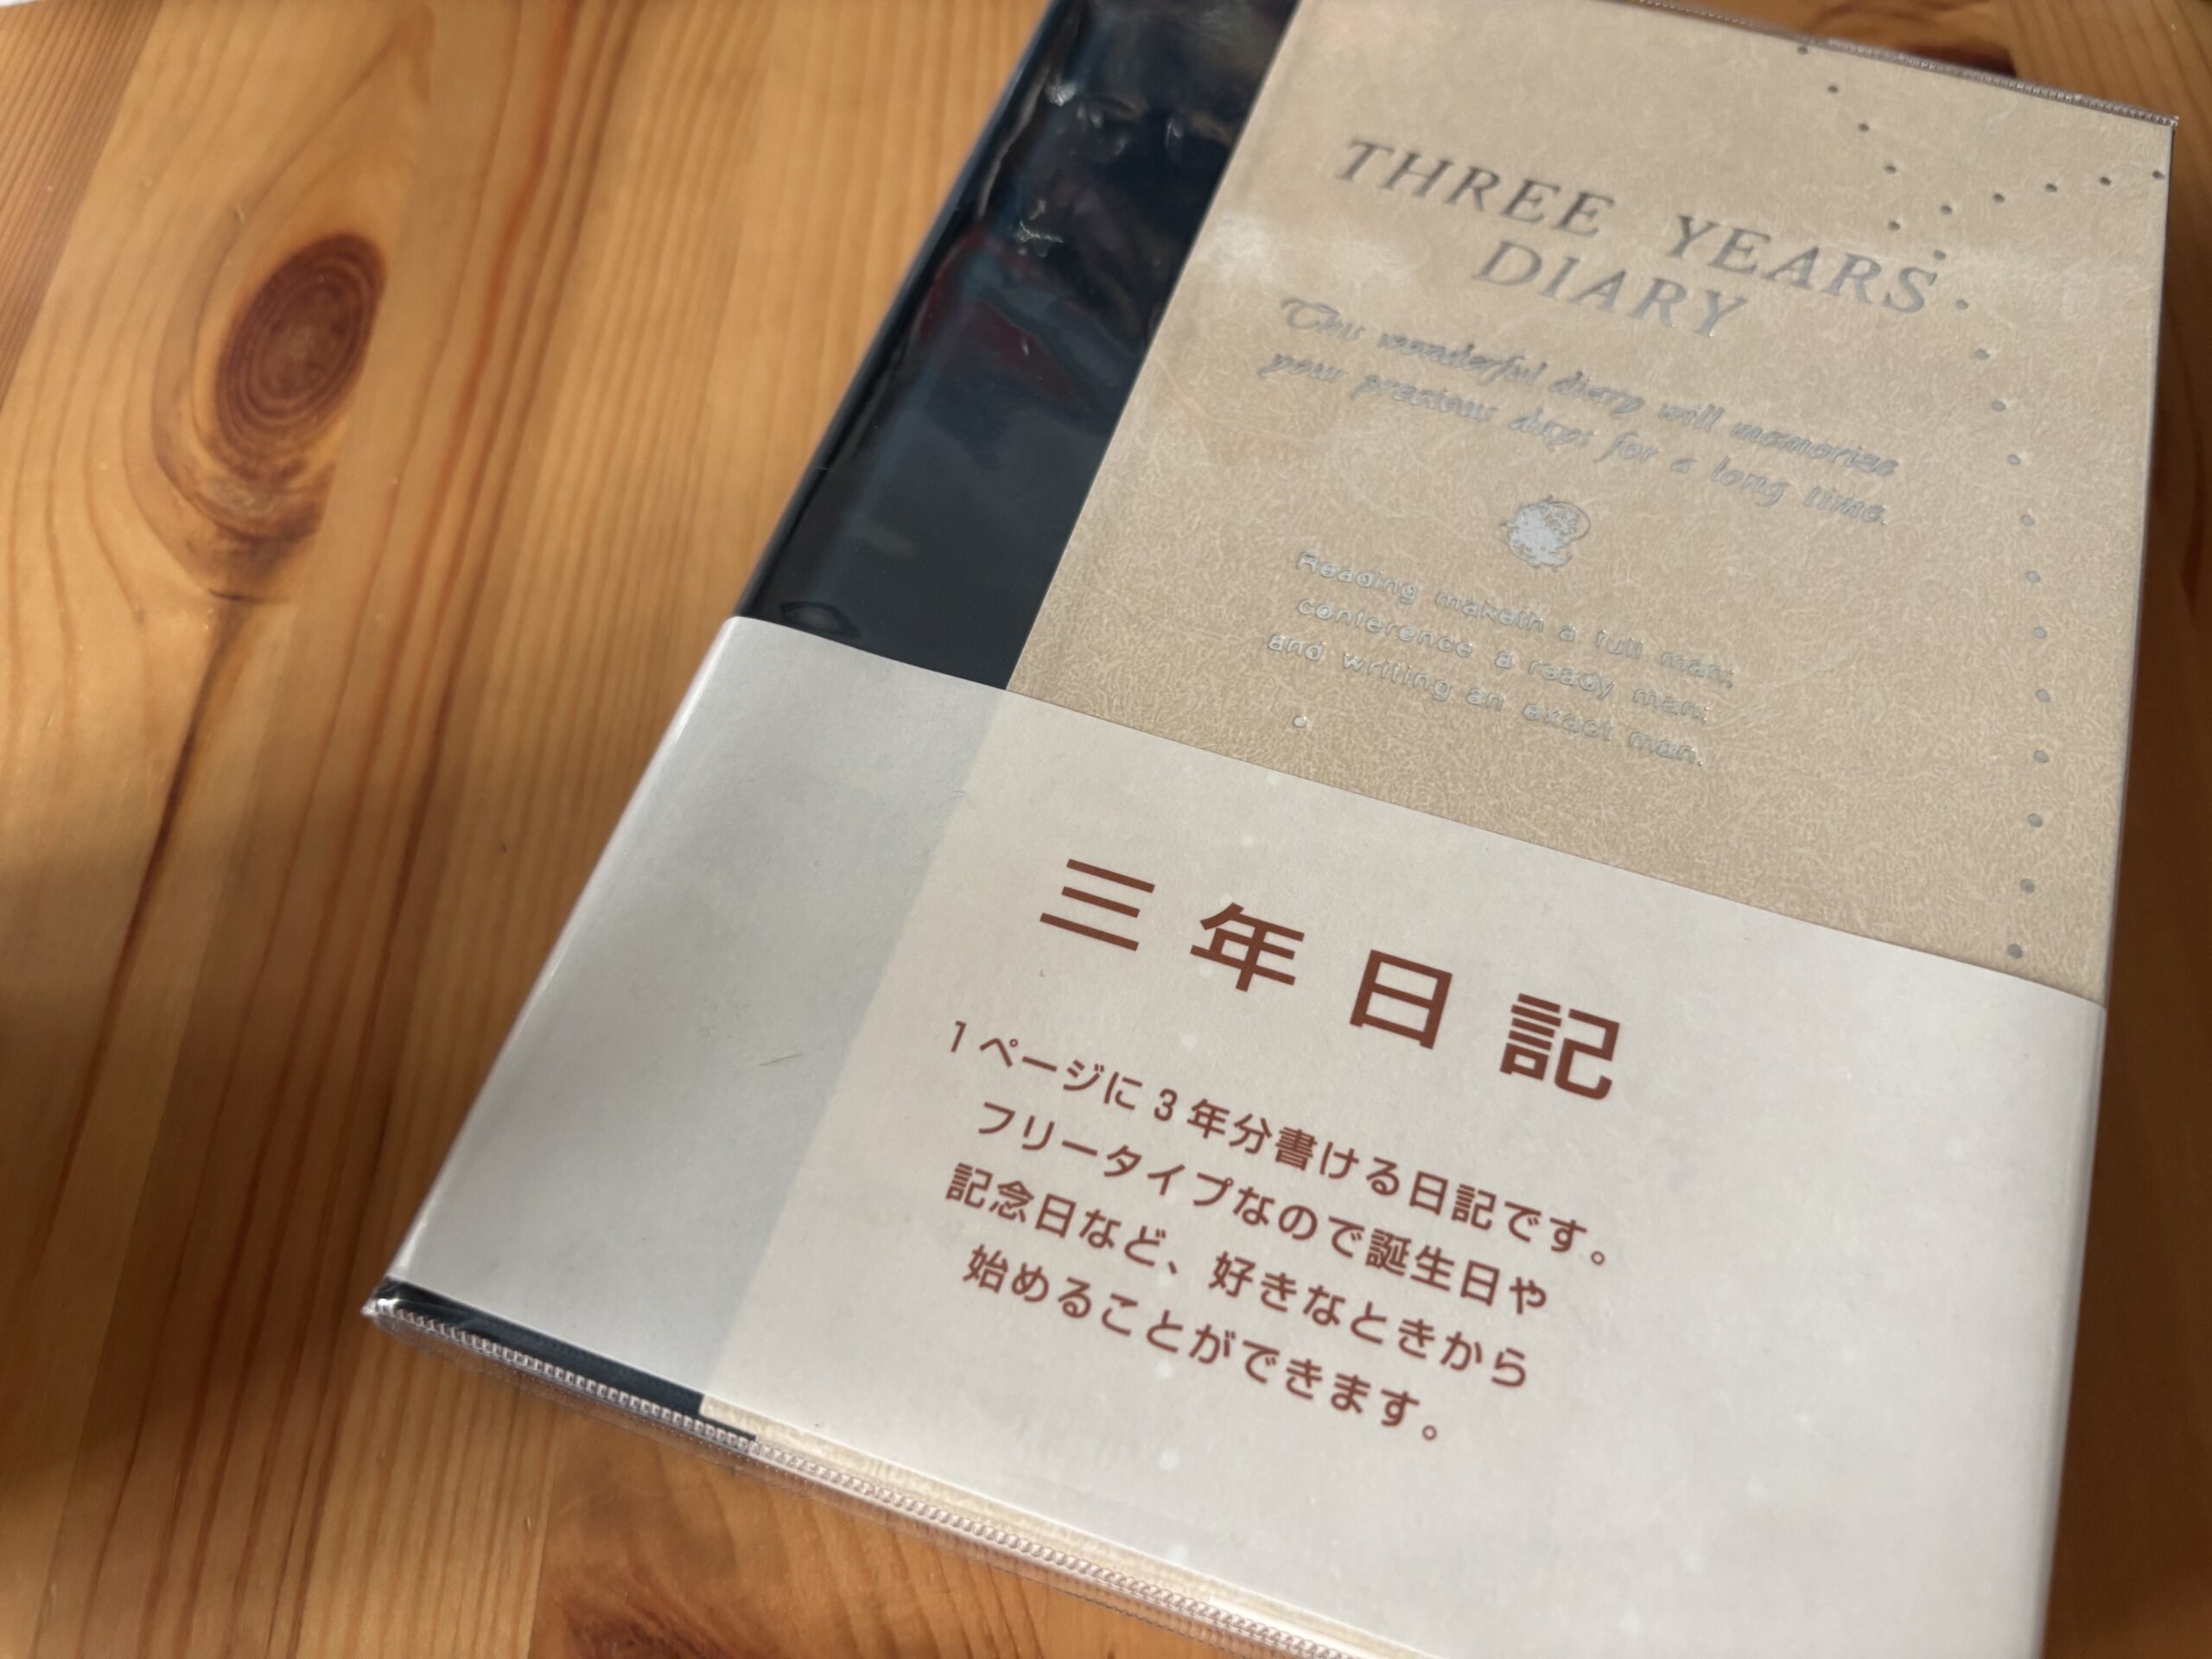 THREE YEARS
DIARY
This wonderful diary will memorize
your precious days for a long time.
Reading maketh a full man;
conference a ready man;
and writing an exact man.
三年日記
1ページに3年分書ける日記です。
フリータイプなので誕生日や
記念日など、好きなときから
始めることができます。